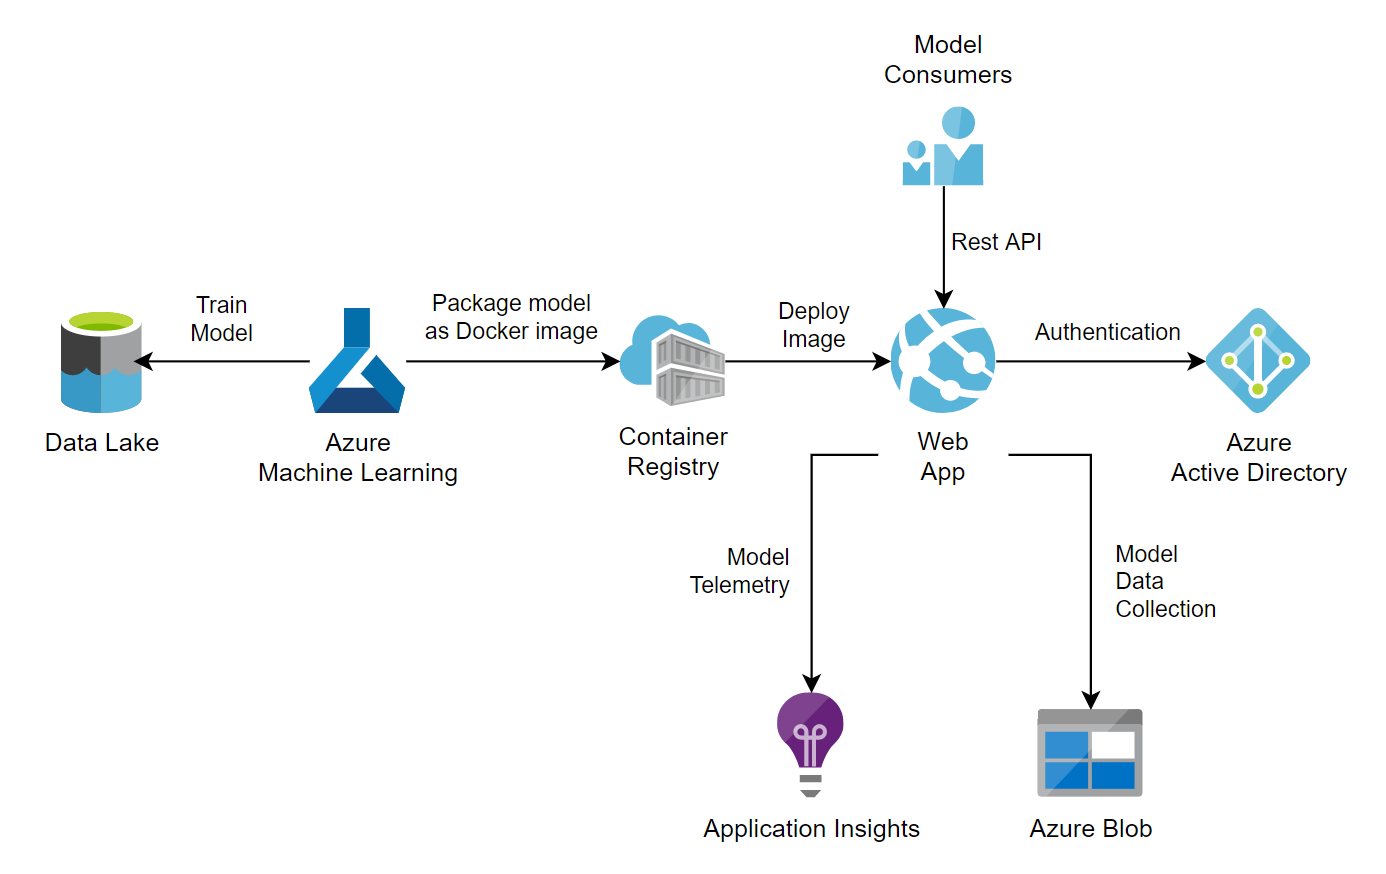 Model
Consumers
Rest API
Train
Model
Package model
as Docker image
Deploy
Image
Authentication
Data Lake
Azure
Machine Learning
Container
Registry
Web
App
Azure
Active Directory
Model
Telemetry
Model
Data
Collection
Application Insights
Azure Blob